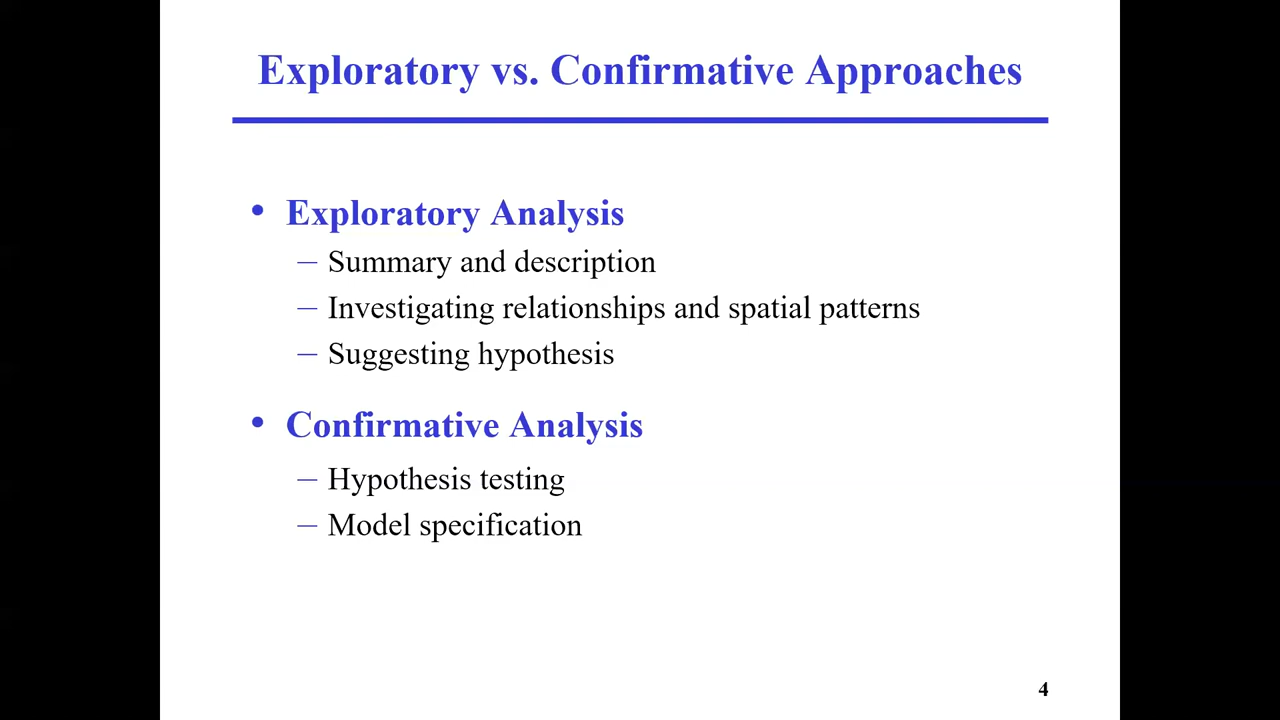 Exploratory vs. Confirmative Approaches
• Exploratory Analysis
– Summary and description
– Investigating relationships and spatial patterns
– Suggesting hypothesis
• Confirmative Analysis
– Hypothesis testing
– Model specification
4